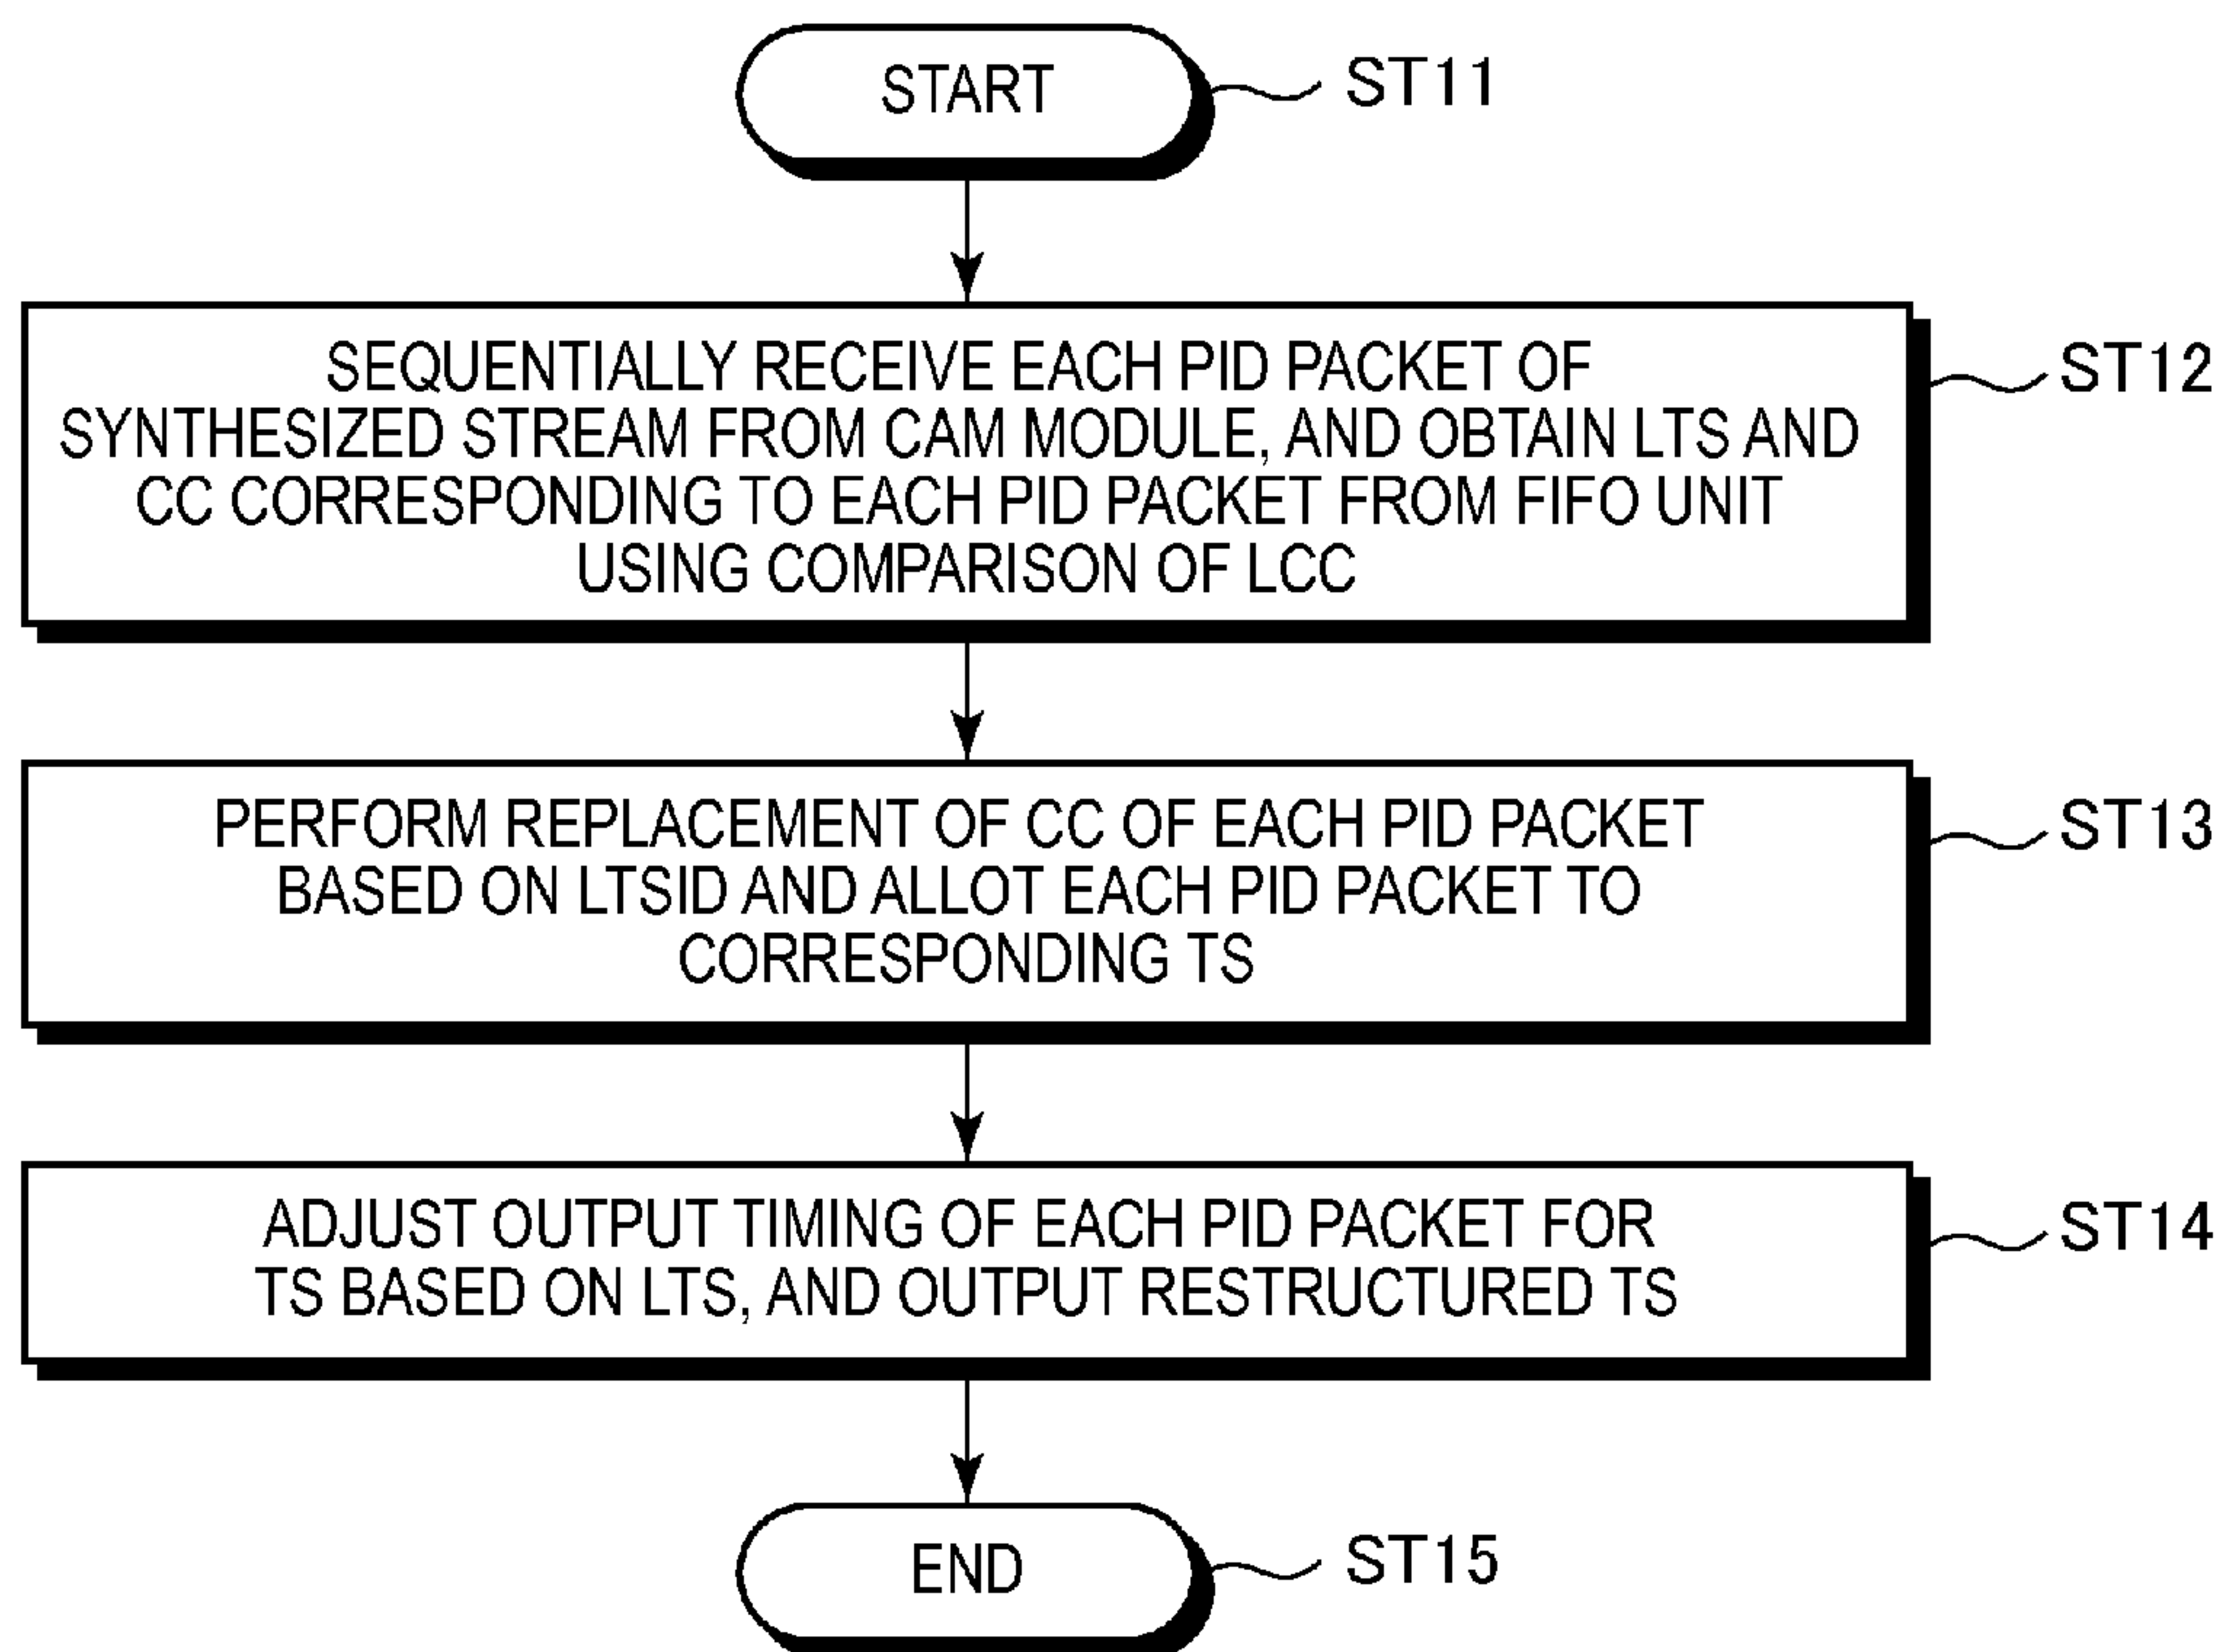 START
ST11
SEQUENTIALLY RECEIVE EACH PID PACKET OF
SYNTHESIZED STREAM FROM CAM MODULE, AND OBTAIN LTS AND
CC CORRESPONDING TO EACH PID PACKET FROM FIFO UNIT
USING COMPARISON OF LCC
ST12
PERFORM REPLACEMENT OF CC OF EACH PID PACKET
BASED ON LTSID AND ALLOT EACH PID PACKET TO
CORRESPONDING TS
ST13
ADJUST OUTPUT TIMING OF EACH PID PACKET FOR
TS BASED ON LTS, AND OUTPUT RESTRUCTURED TS
ST14
END
ST15